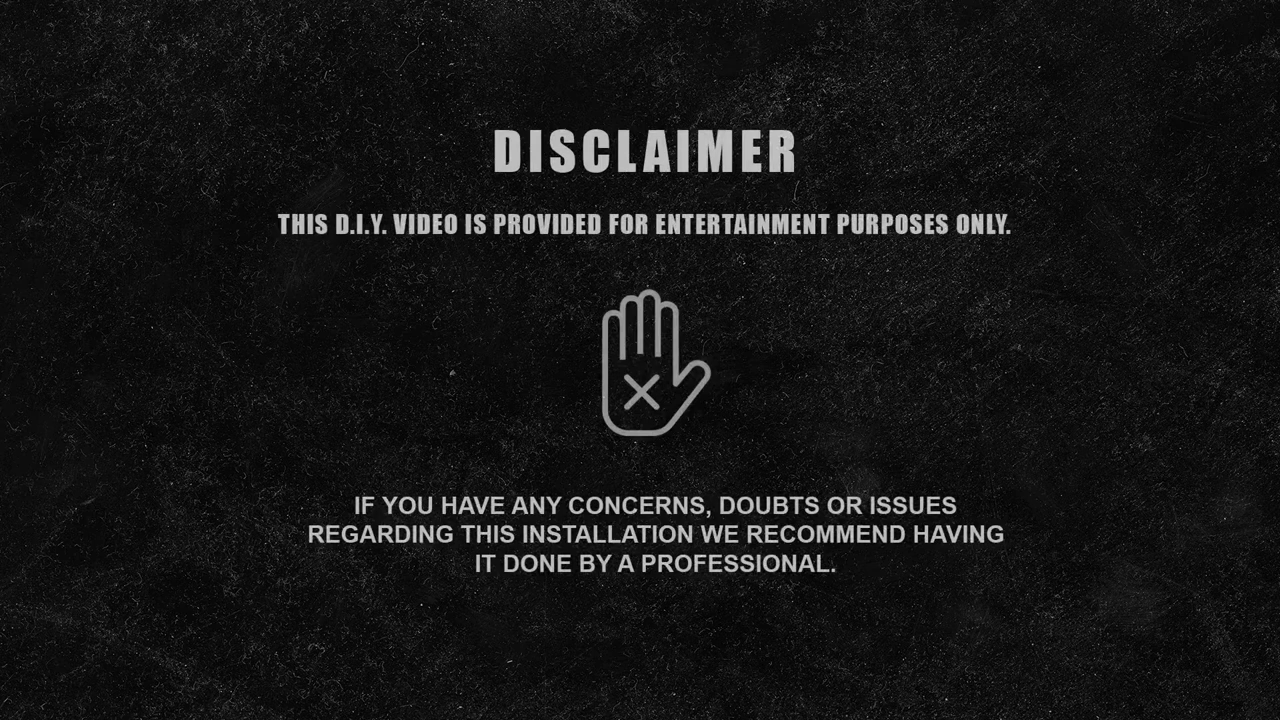 DISCLAIMER
THIS D.I.Y. VIDEO IS PROVIDED FOR ENTERTAINMENT PURPOSES ONLY.
IF YOU HAVE ANY CONCERNS, DOUBTS OR ISSUES
REGARDING THIS INSTALLATION WE RECOMMEND HAVING
IT DONE BY A PROFESSIONAL.